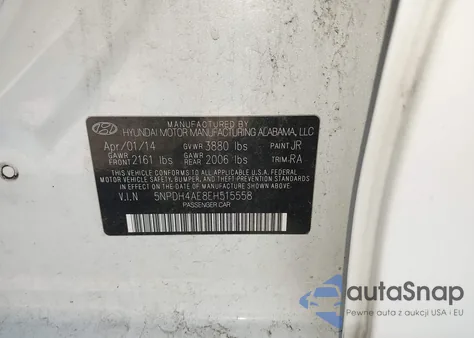 MANUFACTURED BY
HYUNDAI MOTOR MANUFACTURING ALABAMA, LLC
Apr/01/14 GVWR 3880 lbs PAINT JR
GAWR FRONT 2161 lbs GAWR REAR 2006 lbs TRIM RA
THIS VEHICLE CONFORMS TO ALL APPLICABLE
FEDERAL MOTOR VEHICLE SAFETY, BUMPER, AND THEFT PREVENTION
STANDARDS IN EFFECT ON THE DATE OF MANUFACTURE SHOWN ABOVE.
V.I.N 5NPDH4AE8EH515558
PASSENGER CAR
autaSnap
Pewne auta z aukcji USA i EU